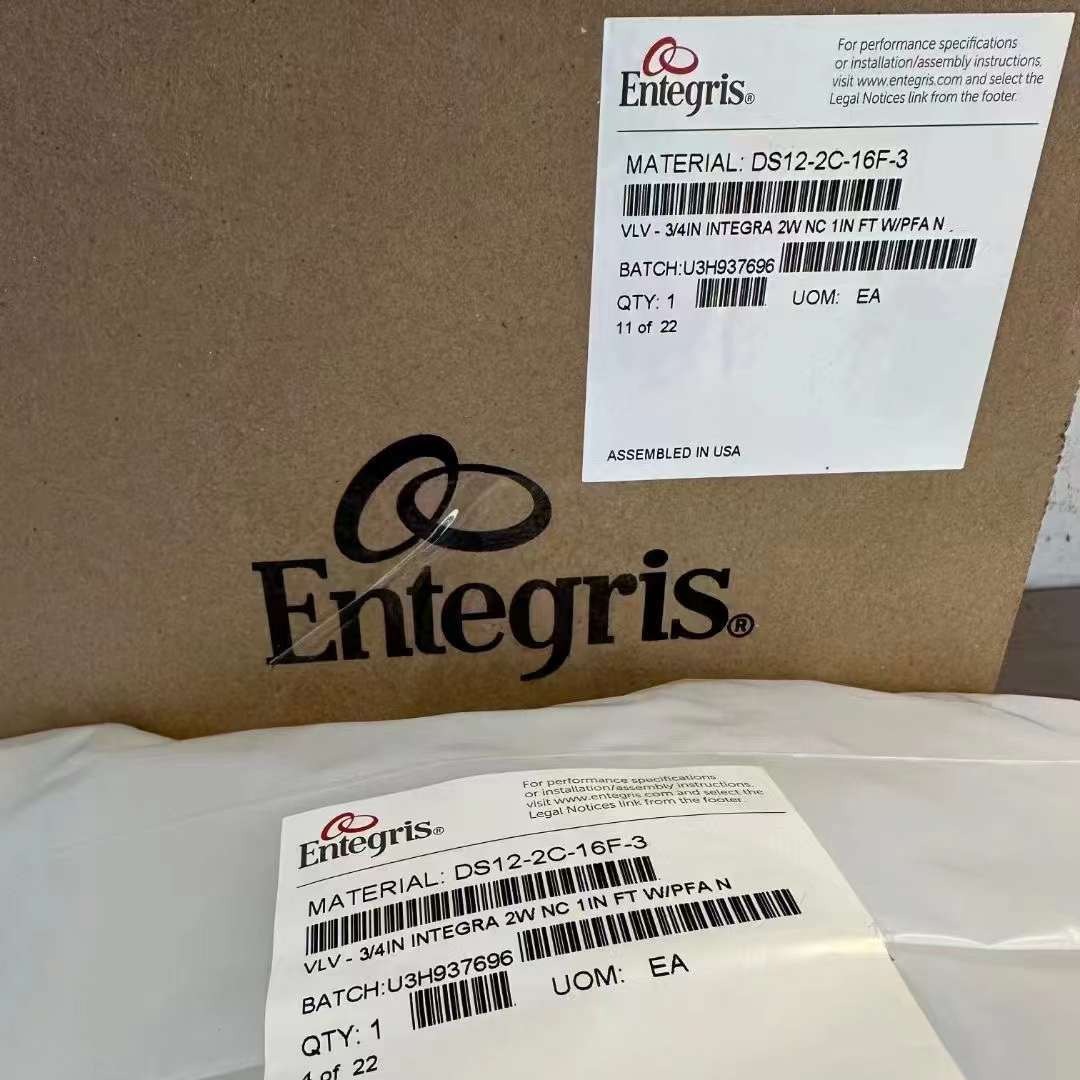 Entegris®
For performance specifications
or installation/assembly instructions,
visit www.entegris.com and select the
Legal Notices link from the footer.
MATERIAL: DS12-2C-16F-3
VLV - 3/4IN INTEGRA 2W NC 1IN FT W/PFA N
BATCH:U3H937696
QTY: 1 UOM: EA
11 of 22
ASSEMBLED IN USA
Entegris®
Entegris®
For performance specifications
or installation/assembly instructions,
visit www.entegris.com and select the
Legal Notices link from the footer
MATERIAL: DS12-2C-16F-3
VLV - 3/4IN INTEGRA 2W NC 1IN FT W/PFA N
BATCH:U3H937696
QTY: 1 UOM: EA
4 of 22